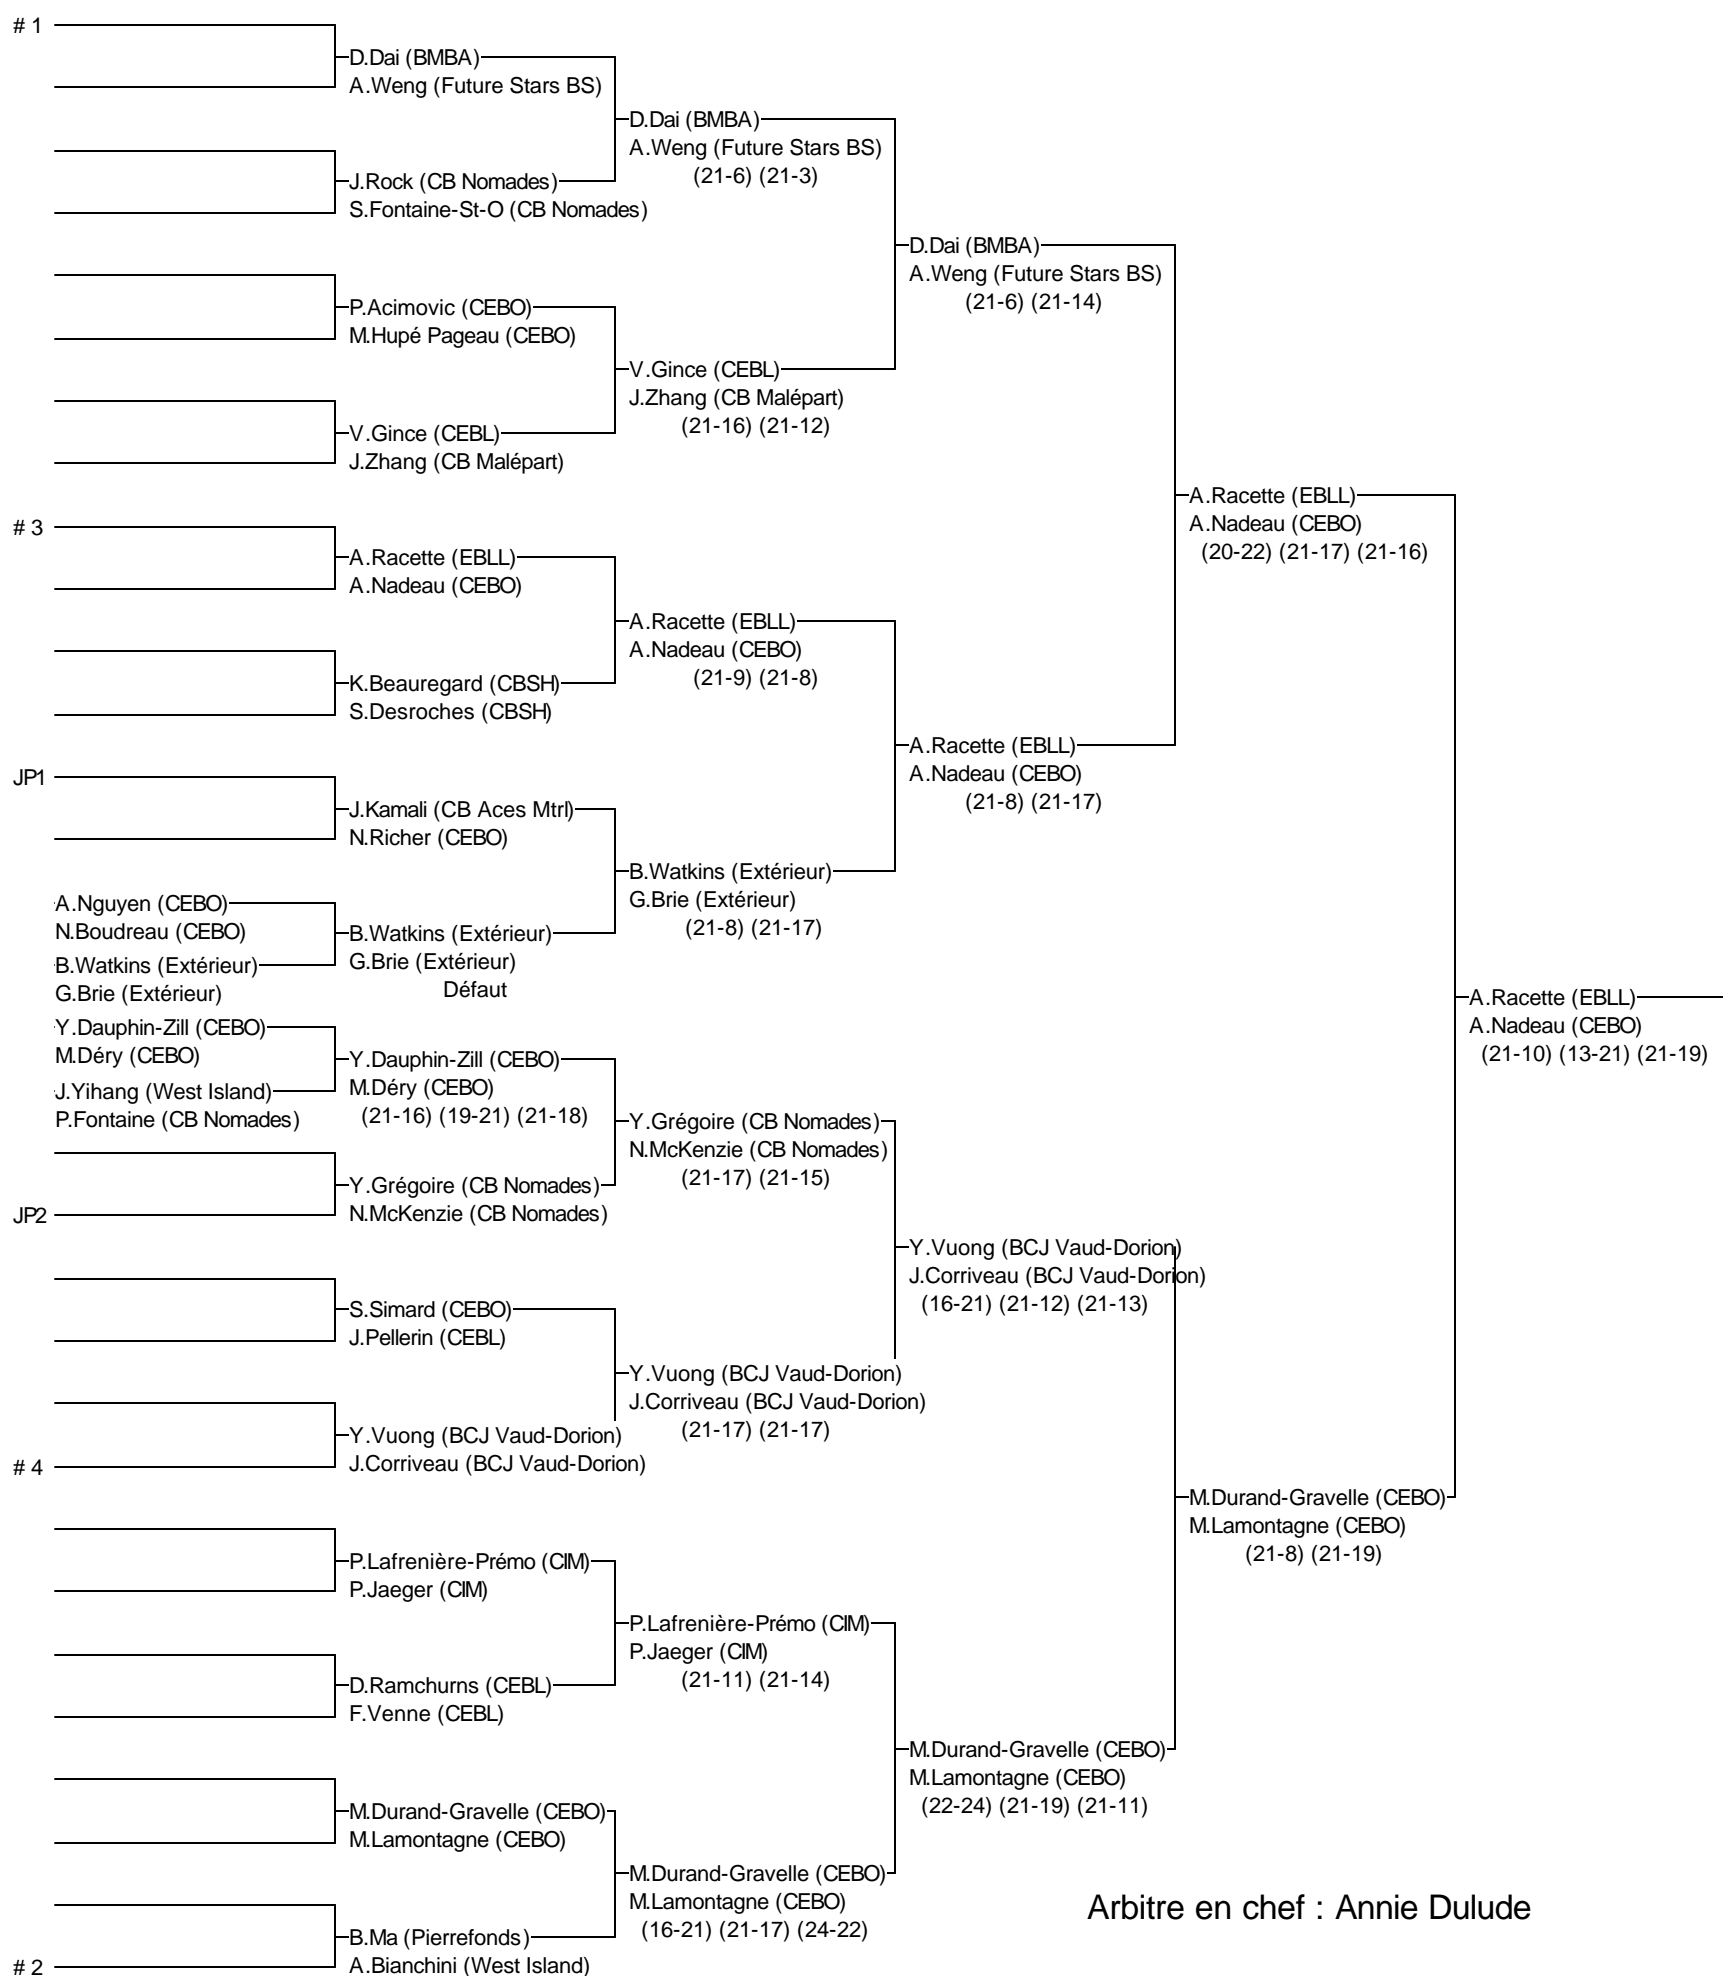 # 1
D.Dai (BMBA)
A.Weng (Future Stars BS)
D.Dai (BMBA)
A.Weng (Future Stars BS)
(21-6) (21-3)
J.Rock (CB Nomades)
S.Fontaine-St-O (CB Nomades)
D.Dai (BMBA)
A.Weng (Future Stars BS)
(21-6) (21-14)
P.Acimovic (CEBO)
M.Hupé Pageau (CEBO)
V.Gince (CEBL)
J.Zhang (CB Malépart)
(21-16) (21-12)
V.Gince (CEBL)
J.Zhang (CB Malépart)
A.Racette (EBLL)
A.Nadeau (CEBO)
(20-22) (21-17) (21-16)
# 3
A.Racette (EBLL)
A.Nadeau (CEBO)
A.Racette (EBLL)
A.Nadeau (CEBO)
(21-9) (21-8)
K.Beauregard (CBSH)
S.Desroches (CBSH)
A.Racette (EBLL)
A.Nadeau (CEBO)
(21-8) (21-17)
JP1
J.Kamali (CB Aces Mtrl)
N.Richer (CEBO)
B.Watkins (Extérieur)
G.Brie (Extérieur)
(21-8) (21-17)
A.Nguyen (CEBO)
N.Boudreau (CEBO)
B.Watkins (Extérieur)
G.Brie (Extérieur)
Défaut
B.Watkins (Extérieur)
G.Brie (Extérieur)
A.Racette (EBLL)
A.Nadeau (CEBO)
(21-10) (13-21) (21-19)
Y.Dauphin-Zill (CEBO)
M.Déry (CEBO)
Y.Dauphin-Zill (CEBO)
M.Déry (CEBO)
(21-16) (19-21) (21-18)
J.Yihang (West Island)
P.Fontaine (CB Nomades)
Y.Grégoire (CB Nomades)
N.McKenzie (CB Nomades)
(21-17) (21-15)
Y.Grégoire (CB Nomades)
N.McKenzie (CB Nomades)
JP2
Y.Vuong (BCJ Vaud-Dorion)
J.Corriveau (BCJ Vaud-Dorion)
(16-21) (21-12) (21-13)
S.Simard (CEBO)
J.Pellerin (CEBL)
Y.Vuong (BCJ Vaud-Dorion)
J.Corriveau (BCJ Vaud-Dorion)
(21-17) (21-17)
Y.Vuong (BCJ Vaud-Dorion)
J.Corriveau (BCJ Vaud-Dorion)
# 4
M.Durand-Gravelle (CEBO)
M.Lamontagne (CEBO)
(21-8) (21-19)
P.Lafrenière-Prémo (CIM)
P.Jaeger (CIM)
P.Lafrenière-Prémo (CIM)
P.Jaeger (CIM)
(21-11) (21-14)
D.Ramchurns (CEBL)
F.Venne (CEBL)
M.Durand-Gravelle (CEBO)
M.Lamontagne (CEBO)
(22-24) (21-19) (21-11)
M.Durand-Gravelle (CEBO)
M.Lamontagne (CEBO)
M.Durand-Gravelle (CEBO)
M.Lamontagne (CEBO)
(16-21) (21-17) (24-22)
Arbitre en chef : Annie Dulude
B.Ma (Pierrefonds)
A.Bianchini (West Island)
# 2